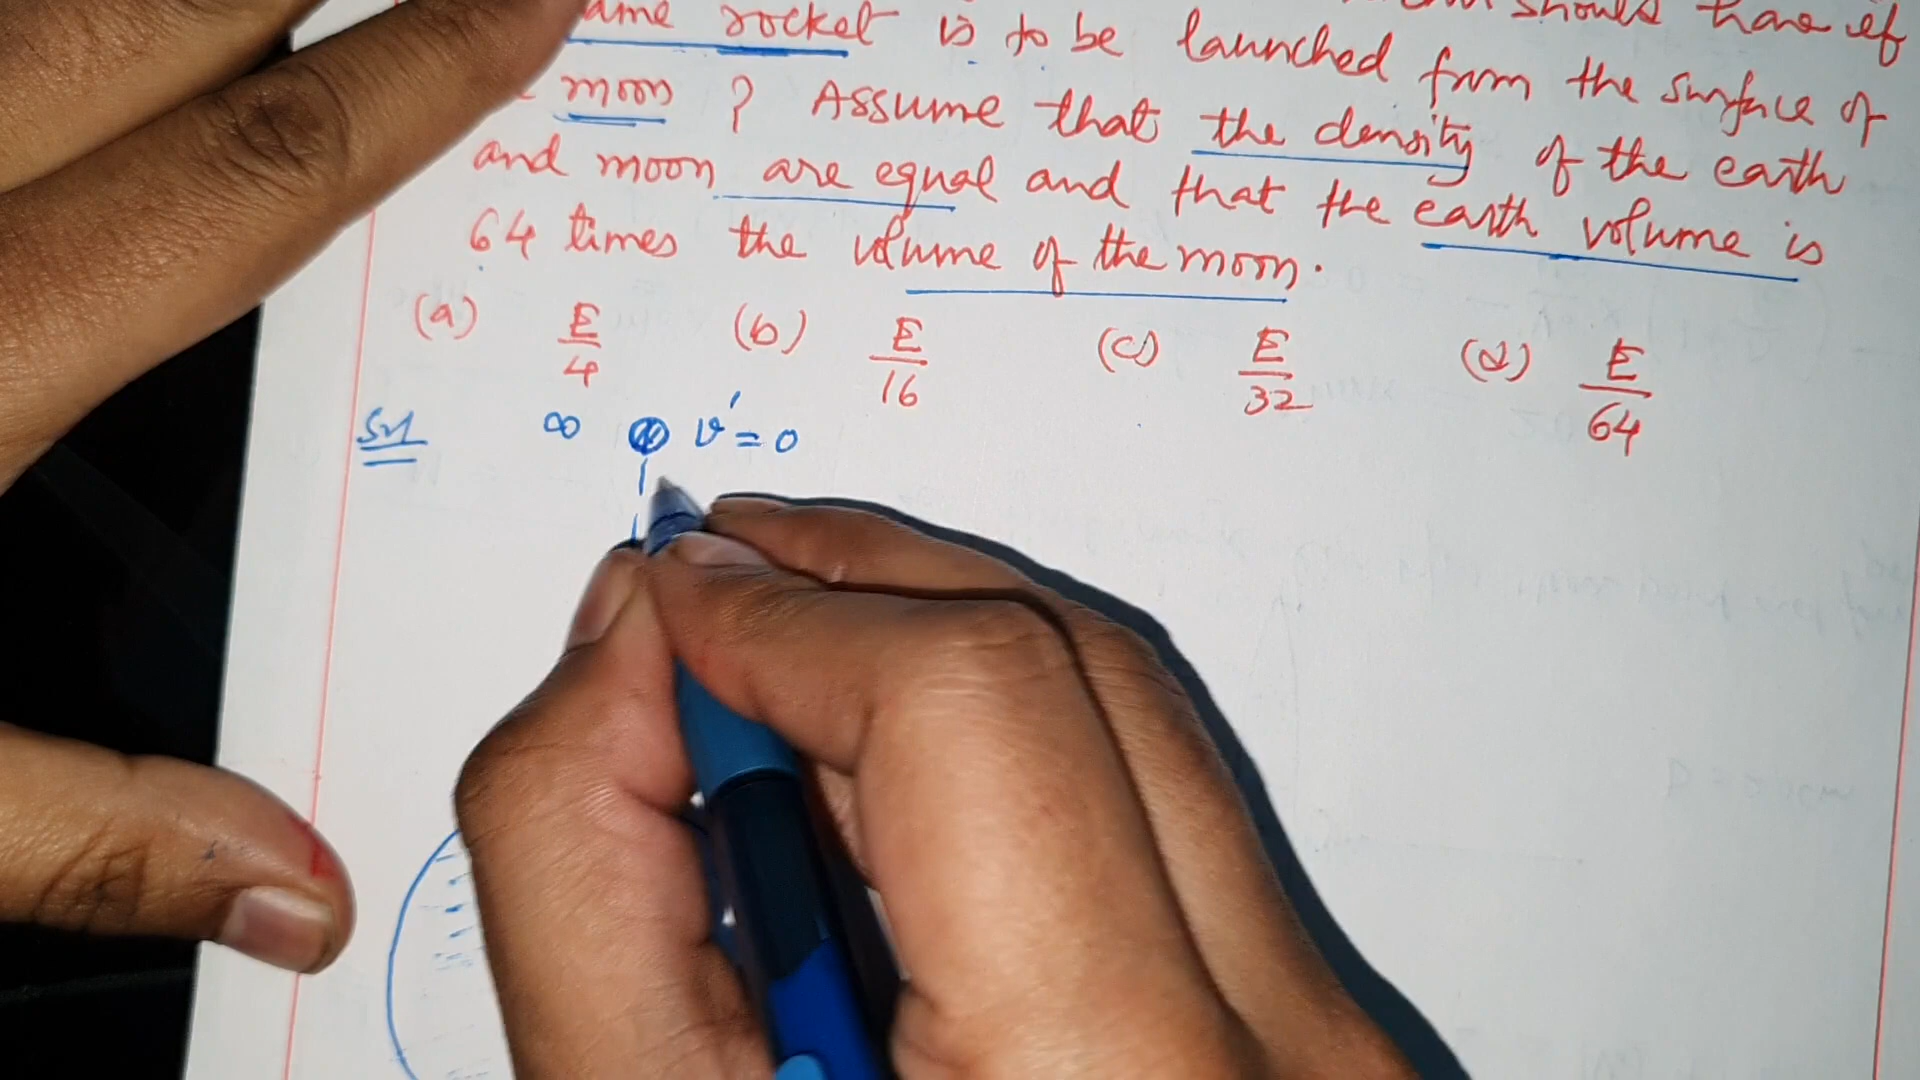 rocket is to be launched from the surface of
moon ? Assume that the density of the earth
and moon are equal and that the earth volume is
64 times the volume of the moon.
(a) E/4 (b) E/16 (c) E/32 (d) E/64
Sol ∞ v' = 0